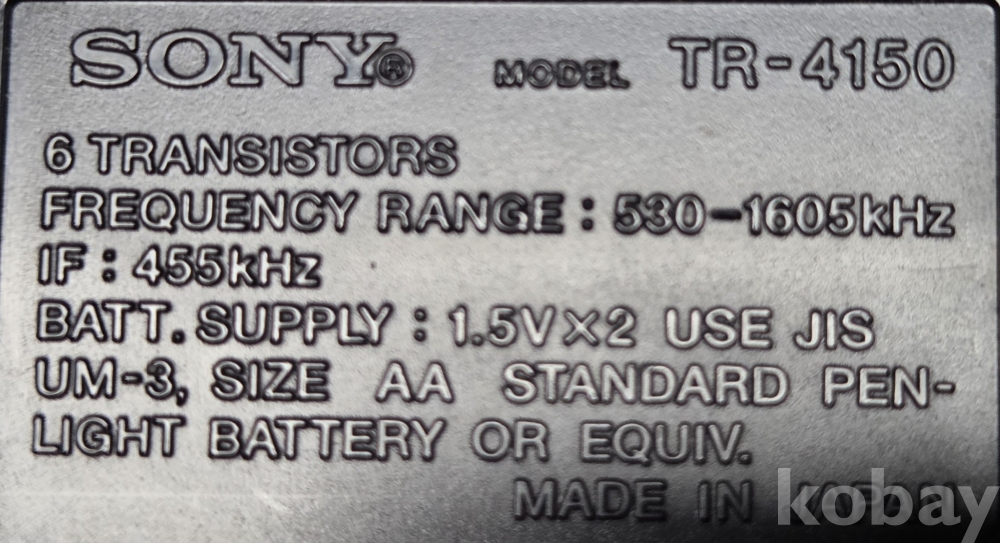 SONY® MODEL TR-4150
6 TRANSISTORS
FREQUENCY RANGE : 530-1605kHz
IF : 455kHz
BATT. SUPPLY : 1.5V×2 USE JIS
UM-3, SIZE AA STANDARD PEN-
LIGHT BATTERY OR EQUIV.
MADE IN JAPAN
kobay